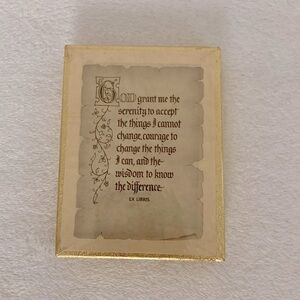 GOD grant me the
serenity to accept
the things I cannot
change, courage to
change the things
I can, and the
wisdom to know
the difference
EX LIBRIS